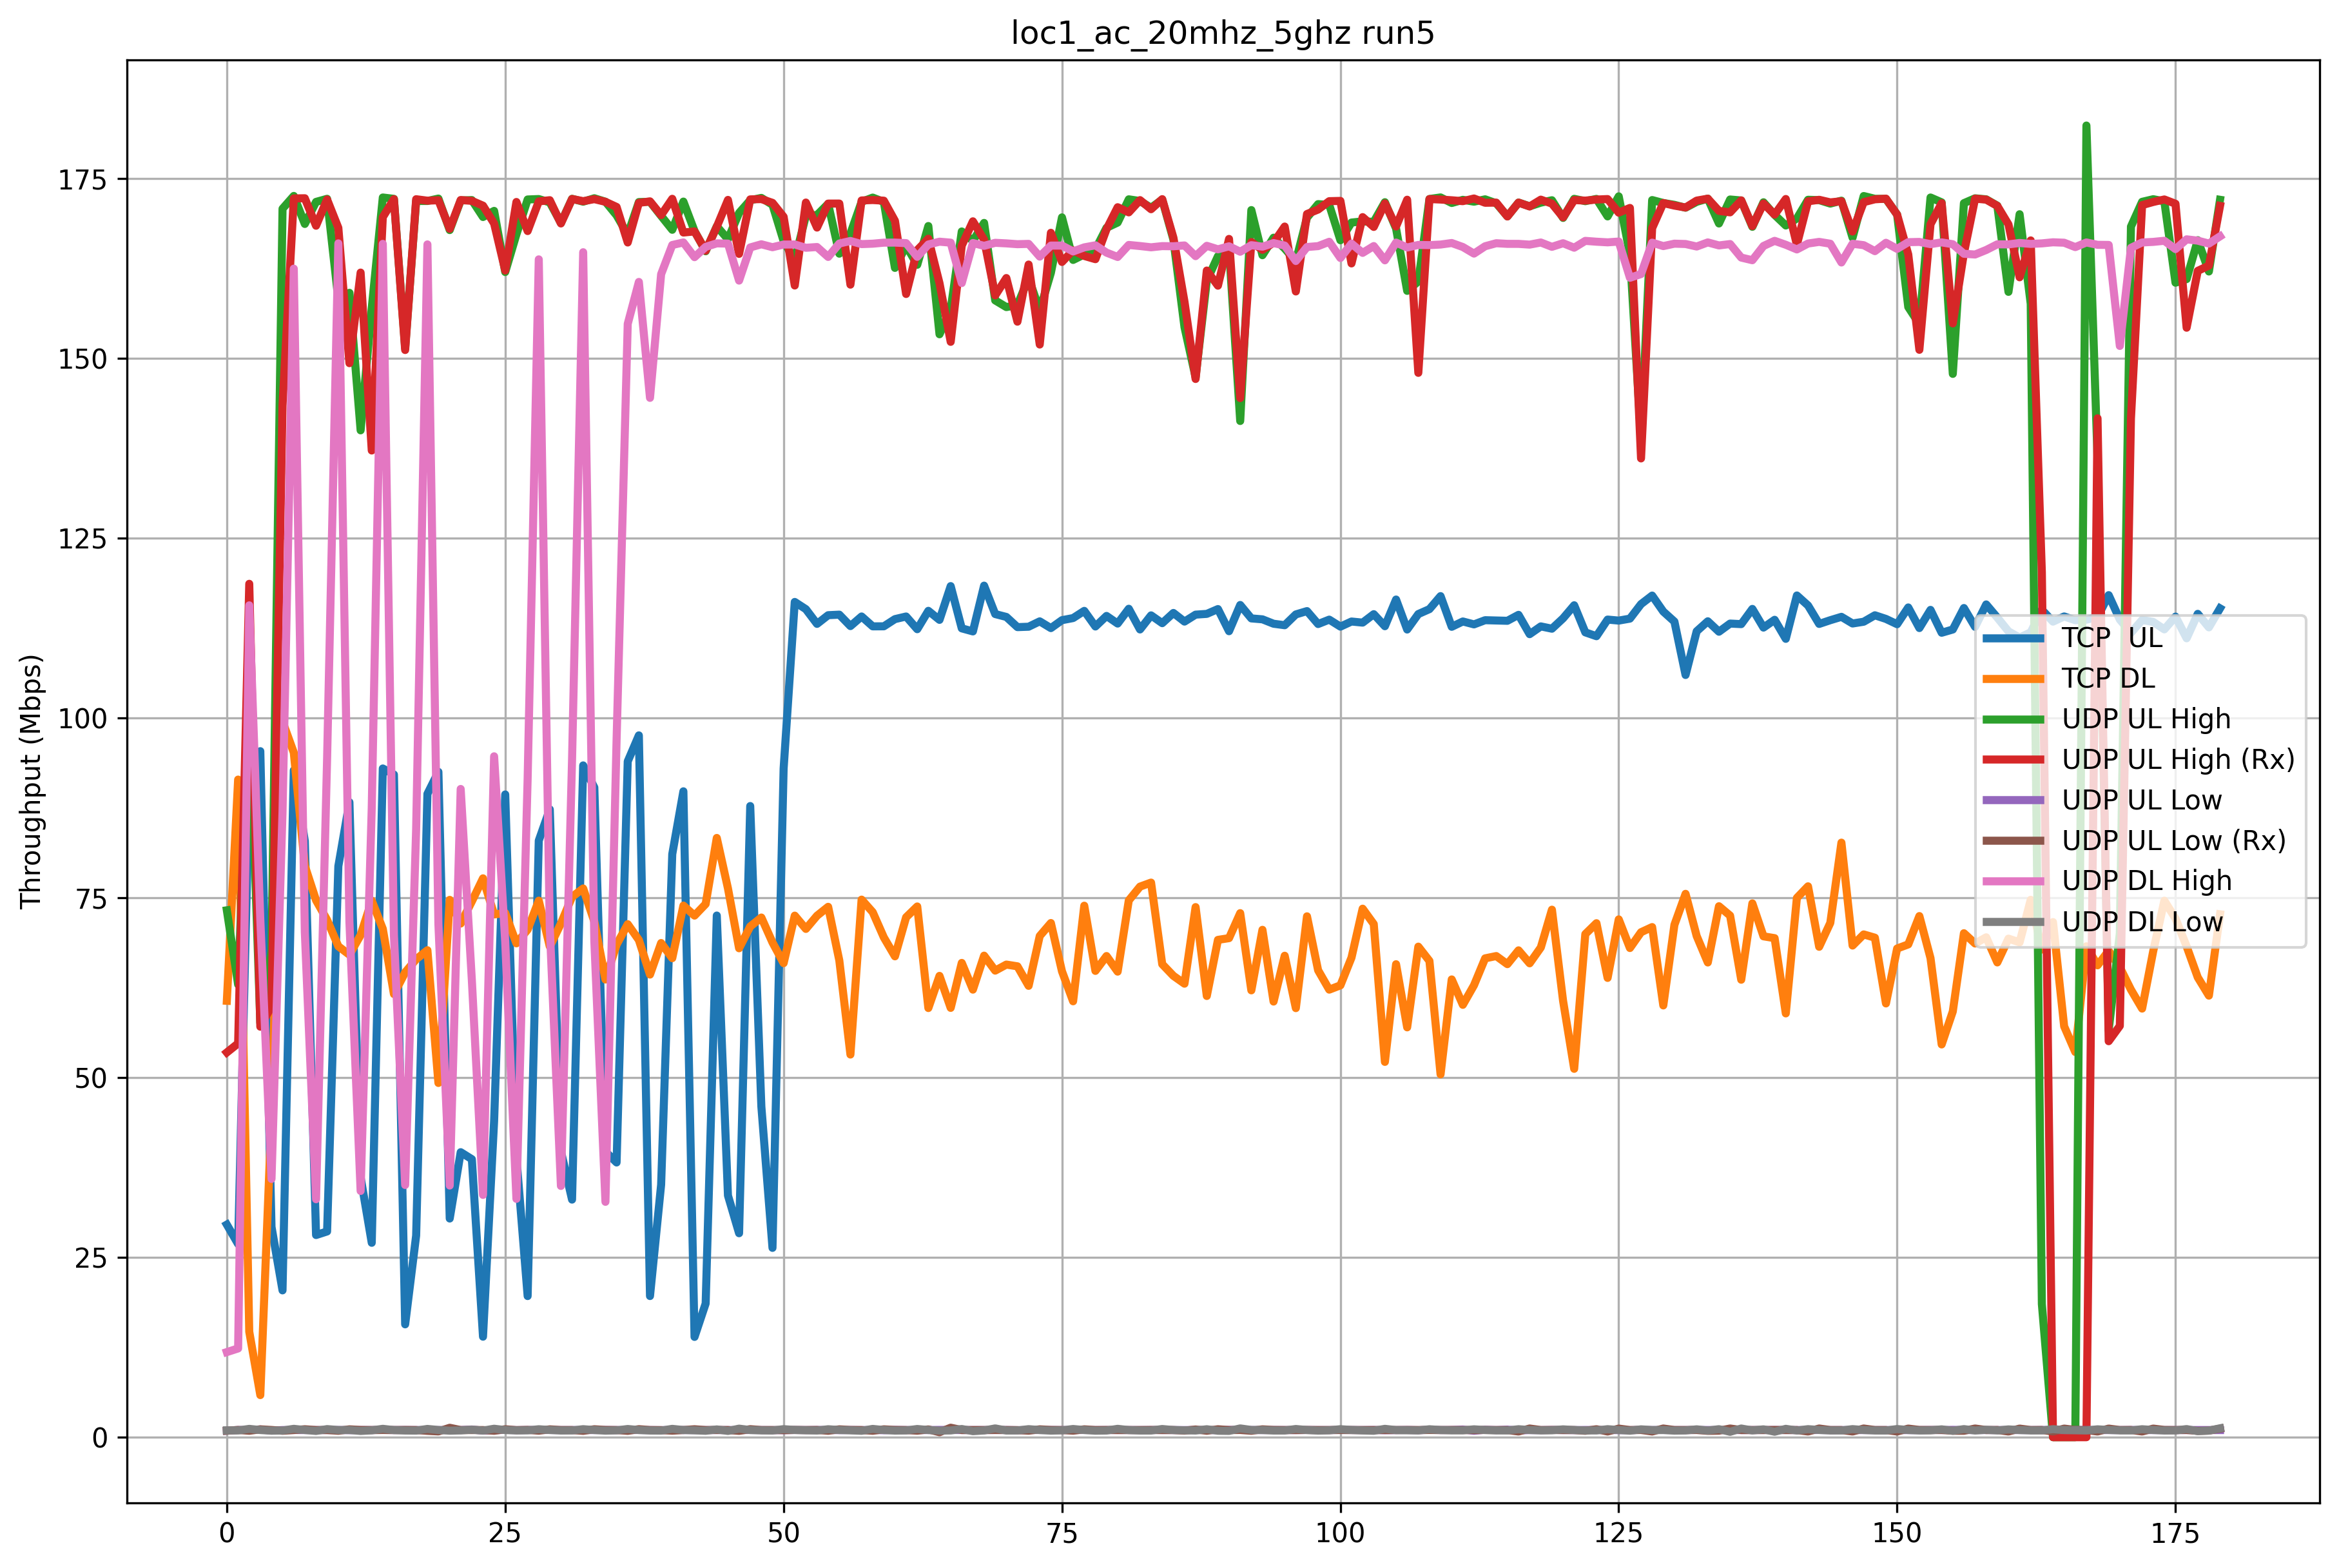 loc1_ac_20mhz_5ghz run5
Throughput (Mbps)
175
150
125
100
75
50
25
0
0 25 50 75 100 125 150 175
TCP UL
TCP DL
UDP UL High
UDP UL High (Rx)
UDP UL Low
UDP UL Low (Rx)
UDP DL High
UDP DL Low